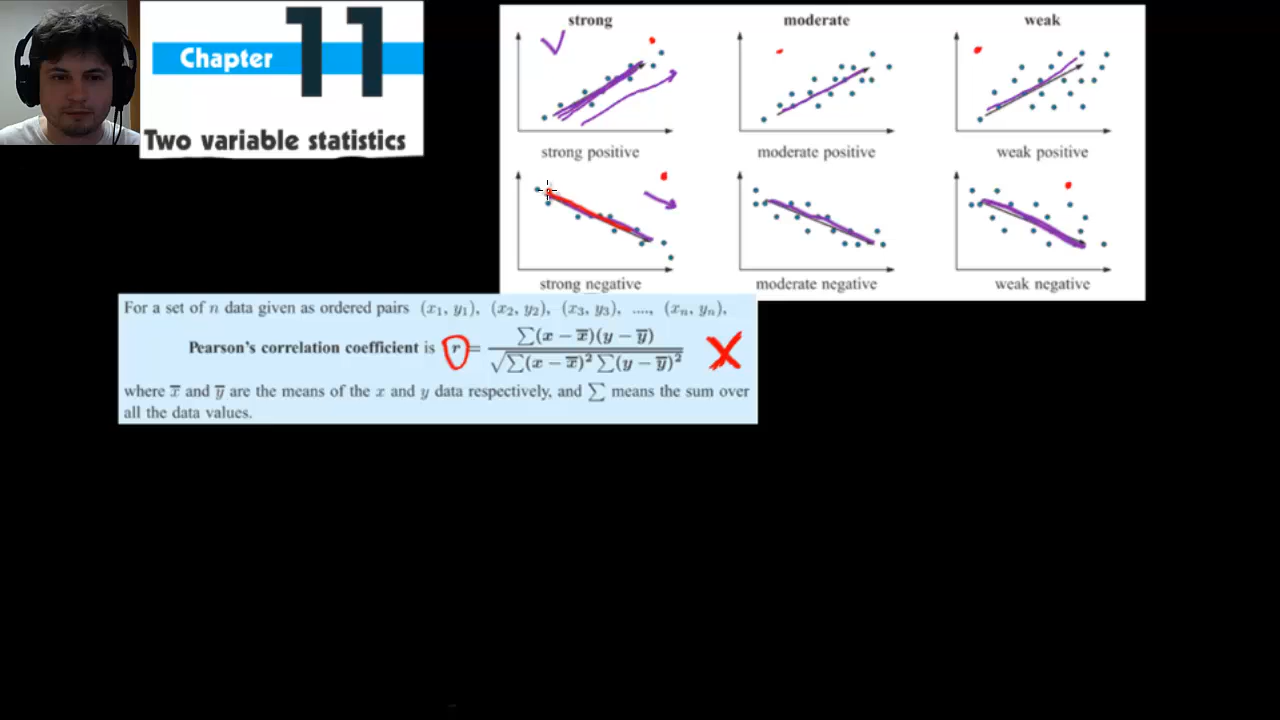 Chapter 11
Two variable statistics
strong moderate weak
strong positive moderate positive weak positive
strong negative moderate negative weak negative
For a set of n data given as ordered pairs (x₁, y₁), (x₂, y₂), (x₃, y₃), ...., (xₙ, yₙ),
Pearson's correlation coefficient is r = ∑(x − x̅)(y − y̅) / √∑(x − x̅)² ∑(y − y̅)²
where x̅ and y̅ are the means of the x and y data respectively, and ∑ means the sum over
all the data values.